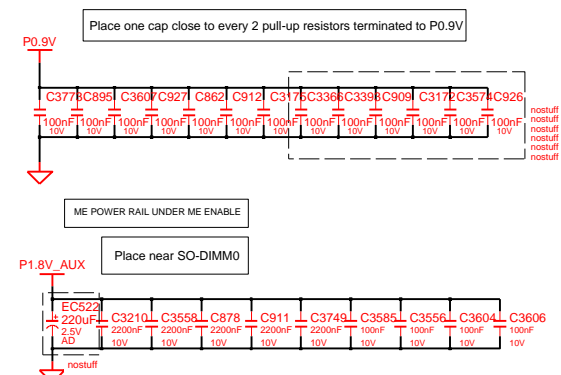 Place one cap close to every 2 pull-up resistors terminated to P0.9V
P0.9V
C3773 C895 C3607 C927 C862 C912 C3175 C3366 C3398 C909 C3172 C3574 C926
100nF 100nF 100nF 100nF 100nF 100nF 100nF 100nF 100nF 100nF 100nF 100nF 100nF
10V 10V 10V 10V 10V 10V 10V 10V 10V 10V 10V 10V 10V
nostuff
nostuff
nostuff
nostuff
nostuff
nostuff
ME POWER RAIL UNDER ME ENABLE
Place near SO-DIMM0
P1.8V_AUX
EC522
220uF
2.5V
AD
nostuff
C3210 C3558 C878 C911 C3749 C3585 C3556 C3604 C3606
2200nF 2200nF 2200nF 2200nF 2200nF 100nF 100nF 100nF 100nF
10V 10V 10V 10V 10V 10V 10V 10V 10V